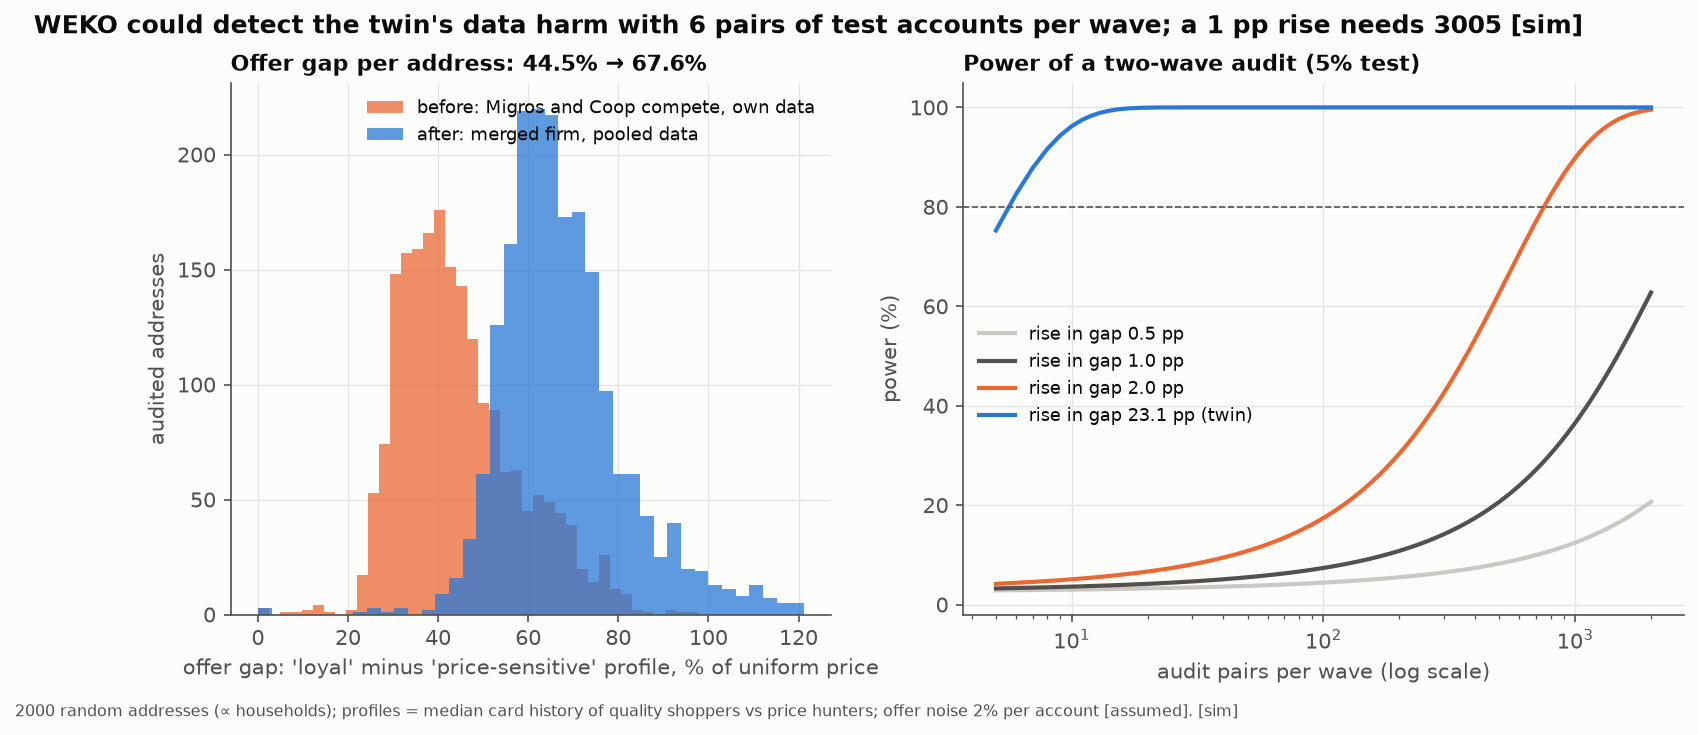 WEKO could detect the twin's data harm with 6 pairs of test accounts per wave; a 1 pp rise needs 3005 [sim]
Offer gap per address: 44.5% → 67.6%
before: Migros and Coop compete, own data
after: merged firm, pooled data
audited addresses
200
150
100
50
0
0 20 40 60 80 100 120
offer gap: 'loyal' minus 'price-sensitive' profile, % of uniform price
Power of a two-wave audit (5% test)
power (%)
100
80
60
40
20
0
rise in gap 0.5 pp
rise in gap 1.0 pp
rise in gap 2.0 pp
rise in gap 23.1 pp (twin)
10¹ 10² 10³
audit pairs per wave (log scale)
2000 random addresses (∝ households); profiles = median card history of quality shoppers vs price hunters; offer noise 2% per account [assumed]. [sim]